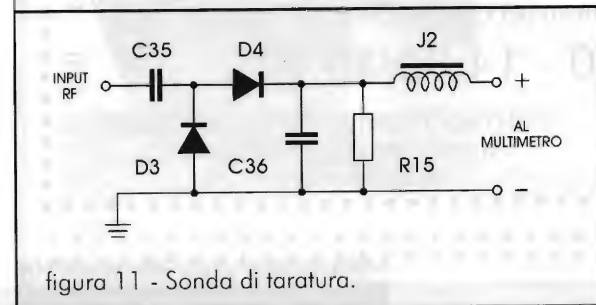 C35
D4
J2
INPUT
RF
+
AL
MULTIMETRO
D3
C36
R15
−
figura 11 - Sonda di taratura.